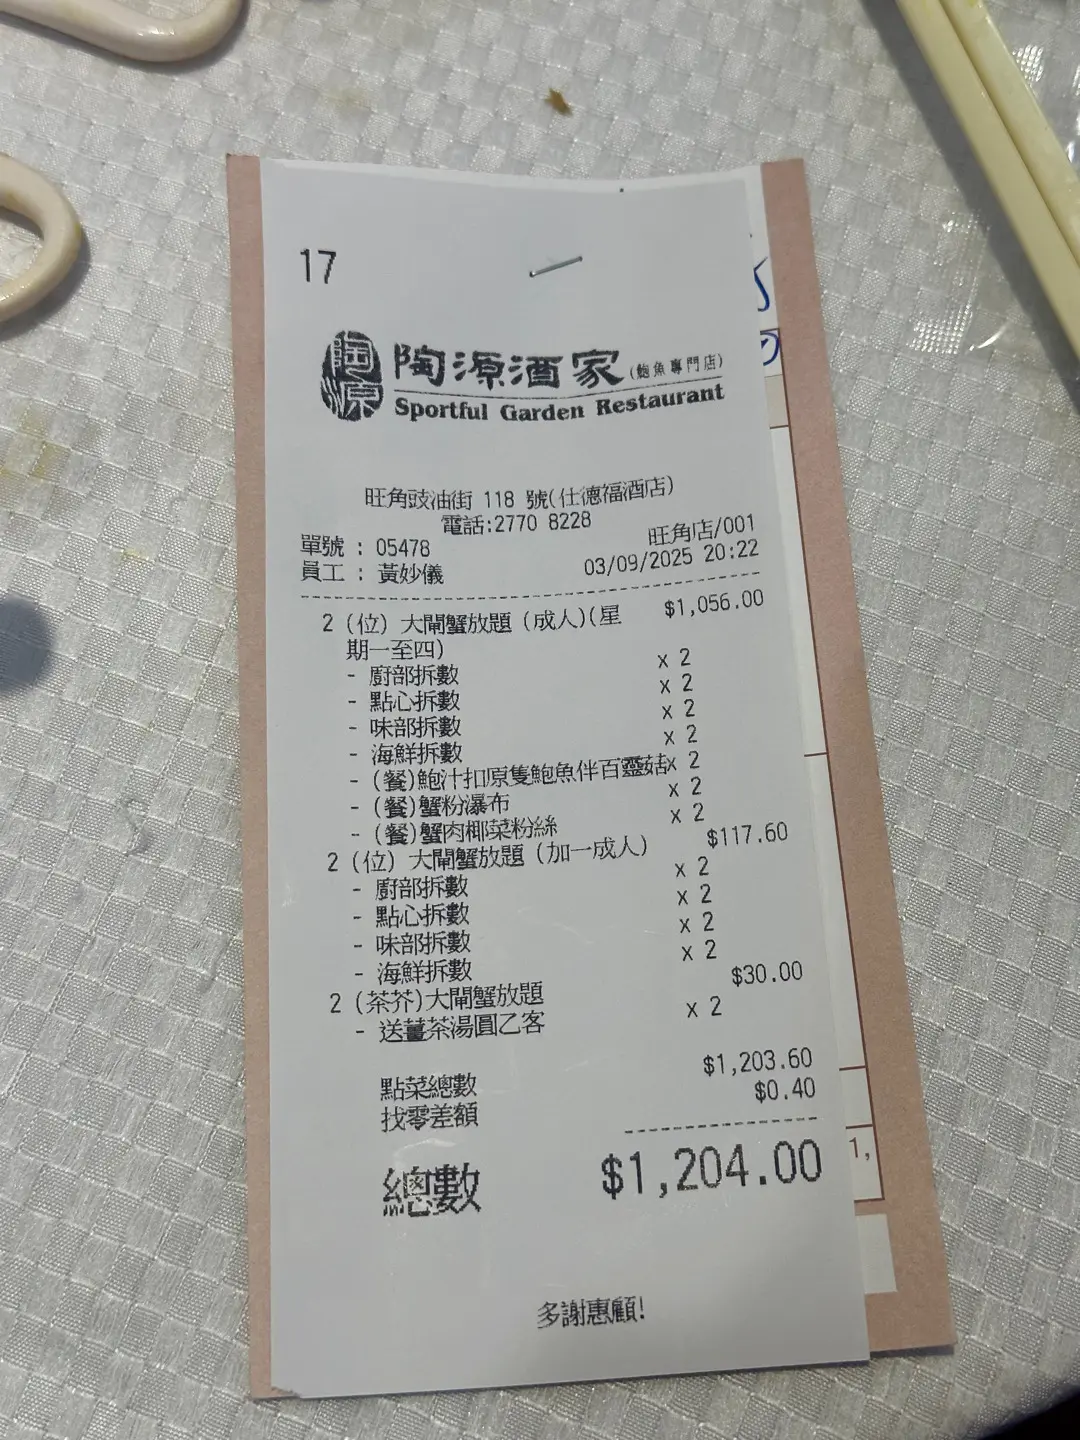 17
陶源
陶源酒家(鮑魚專門店)
Sportful Garden Restaurant
旺角豉油街 118 號(仕德福酒店)
電話:2770 8228
旺角店/001
單號 : 05478
03/09/2025 20:22
員工 : 黃妙儀
2 (位) 大閘蟹放題 (成人)(星 $1,056.00
期一至四)
- 廚部拆數 x 2
- 點心拆數 x 2
- 味部拆數 x 2
- 海鮮拆數 x 2
- (餐)鮑汁扣原隻鮑魚伴百靈菇x 2
- (餐)蟹粉瀑布 x 2
- (餐)蟹肉椰菜粉絲 x 2
2 (位) 大閘蟹放題 (加一成人) $117.60
- 廚部拆數 x 2
- 點心拆數 x 2
- 味部拆數 x 2
- 海鮮拆數 x 2
2 (茶芥)大閘蟹放題 $30.00
- 送薑茶湯圓乙客 x 2
點菜總數 $1,203.60
找零差額 $0.40
總數 $1,204.00
多謝惠顧!
1,